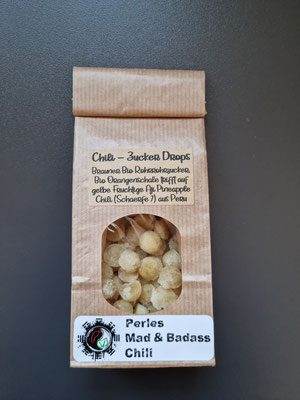 Chili - Zucker Drops
Brauner Bio Rohrohrzucker,
Bio Orangenschale trifft auf
gelbe Fruchtige Aji Pineapple
Chili (Schaerfe 7) aus Peru
Perles
Mad & Badass
Chili